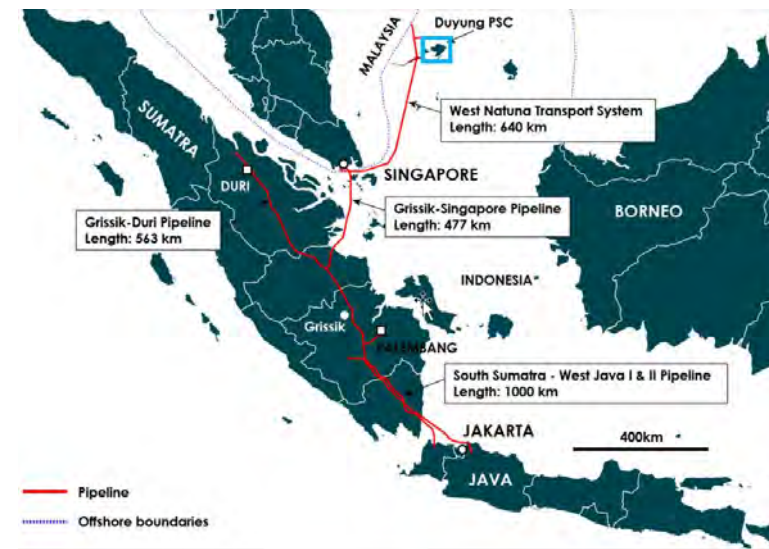 Duyung PSC
MALAYSIA
West Natuna Transport System
Length: 640 km
SUMATRA
SINGAPORE
DURI
Grissik-Duri Pipeline
Length: 563 km
Grissik-Singapore Pipeline
Length: 477 km
BORNEO
INDONESIA*
Grissik
PALEMBANG
South Sumatra - West Java I & II Pipeline
Length: 1000 km
JAKARTA
400km
JAVA
Pipeline
Offshore boundaries